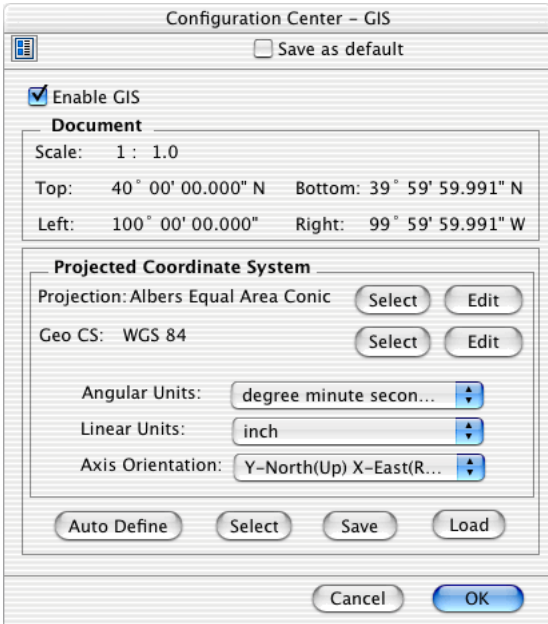 Configuration Center – GIS
Save as default
Enable GIS
Document
Scale: 1 : 1.0
Top: 40° 00' 00.000" N Bottom: 39° 59' 59.991" N
Left: 100° 00' 00.000" Right: 99° 59' 59.991" W
Projected Coordinate System
Projection: Albers Equal Area Conic Select Edit
Geo CS: WGS 84 Select Edit
Angular Units: degree minute secon...
Linear Units: inch
Axis Orientation: Y-North(Up) X-East(R...
Auto Define Select Save Load
Cancel OK